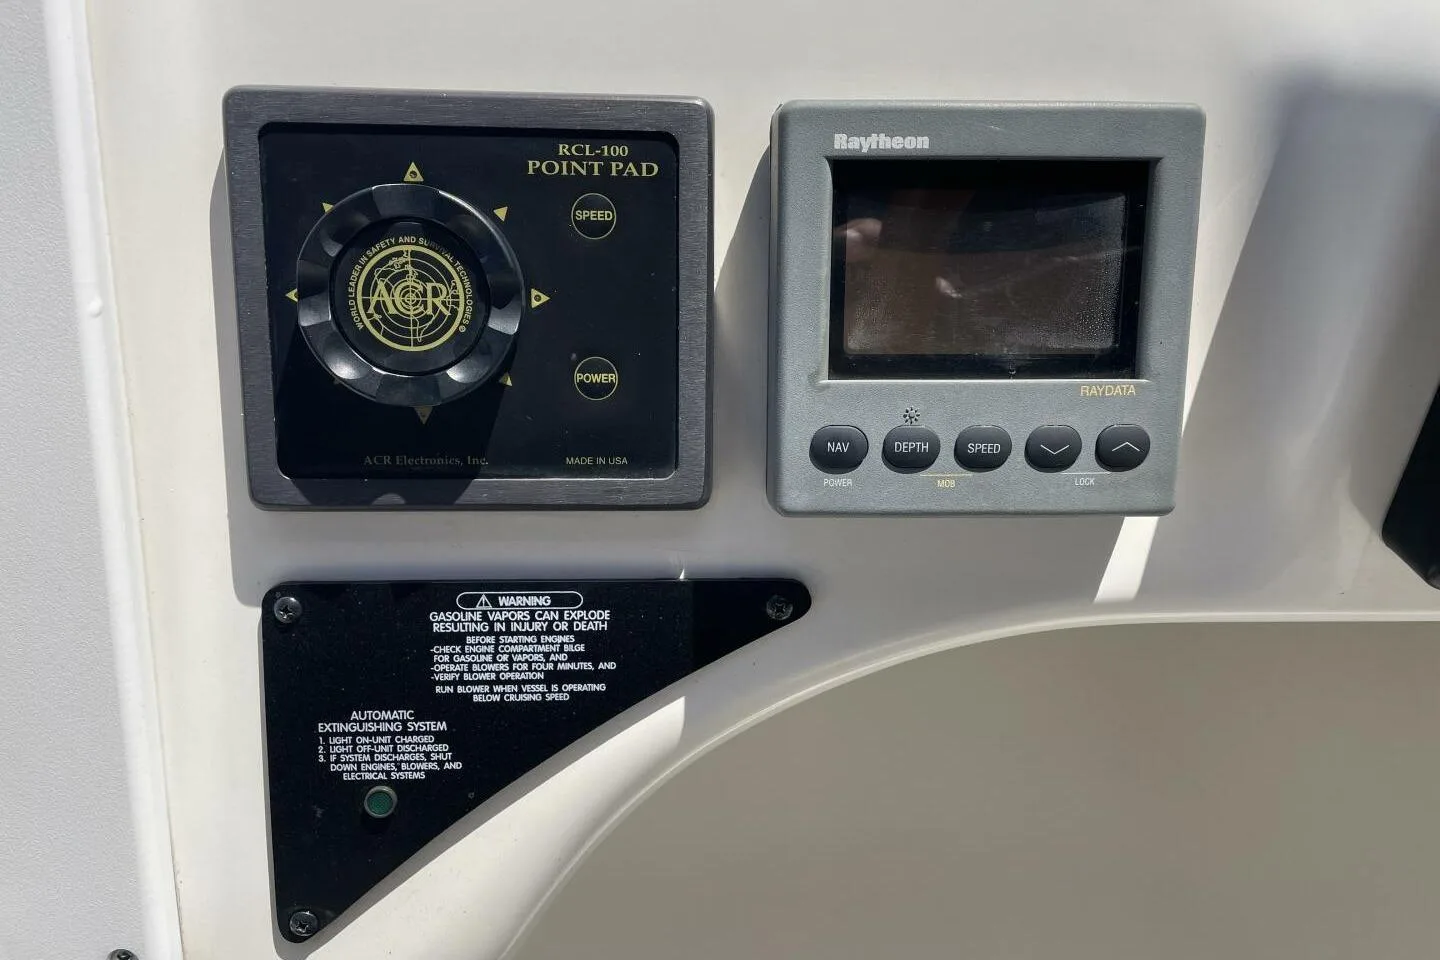 RCL-100
POINT PAD
SPEED
WORLD LEADER IN SAFETY AND SURVIVAL TECHNOLOGIES ®
ACR
POWER
ACR Electronics, Inc.
MADE IN USA
Raytheon
RAYDATA
NAV
DEPTH
SPEED
POWER
MOB
LOCK
WARNING
GASOLINE VAPORS CAN EXPLODE
RESULTING IN INJURY OR DEATH
BEFORE STARTING ENGINES
-CHECK ENGINE COMPARTMENT BILGE
FOR GASOLINE OR VAPORS, AND
-OPERATE BLOWERS FOR FOUR MINUTES, AND
-VERIFY BLOWER OPERATION
RUN BLOWER WHEN VESSEL IS OPERATING
BELOW CRUISING SPEED
AUTOMATIC
EXTINGUISHING SYSTEM
1. LIGHT ON-UNIT CHARGED
2. LIGHT OFF-UNIT DISCHARGED
3. IF SYSTEM DISCHARGES, SHUT
DOWN ENGINES, BLOWERS, AND
ELECTRICAL SYSTEMS